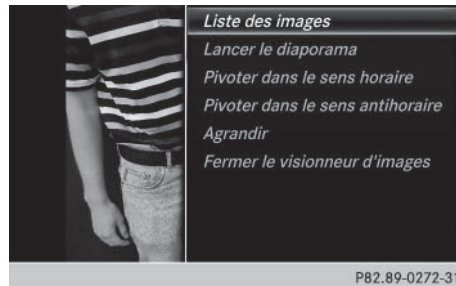 Liste des images
Lancer le diaporama
Pivoter dans le sens horaire
Pivoter dans le sens antihoraire
Agrandir
Fermer le visionneur d'images
P82.89-0272-31